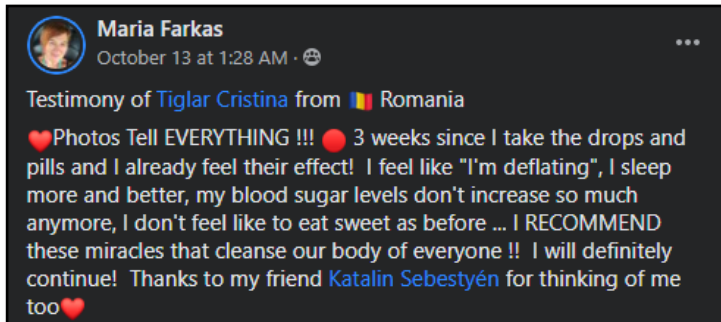 Maria Farkas
October 13 at 1:28 AM ·
Testimony of Tiglar Cristina from 🇷🇴 Romania
❤️Photos Tell EVERYTHING !!! 🔴 3 weeks since I take the drops and
pills and I already feel their effect!  I feel like "I'm deflating", I sleep
more and better, my blood sugar levels don't increase so much
anymore, I don't feel like to eat sweet as before ... I RECOMMEND
these miracles that cleanse our body of everyone !!  I will definitely
continue!  Thanks to my friend Katalin Sebestyén for thinking of me
too❤️